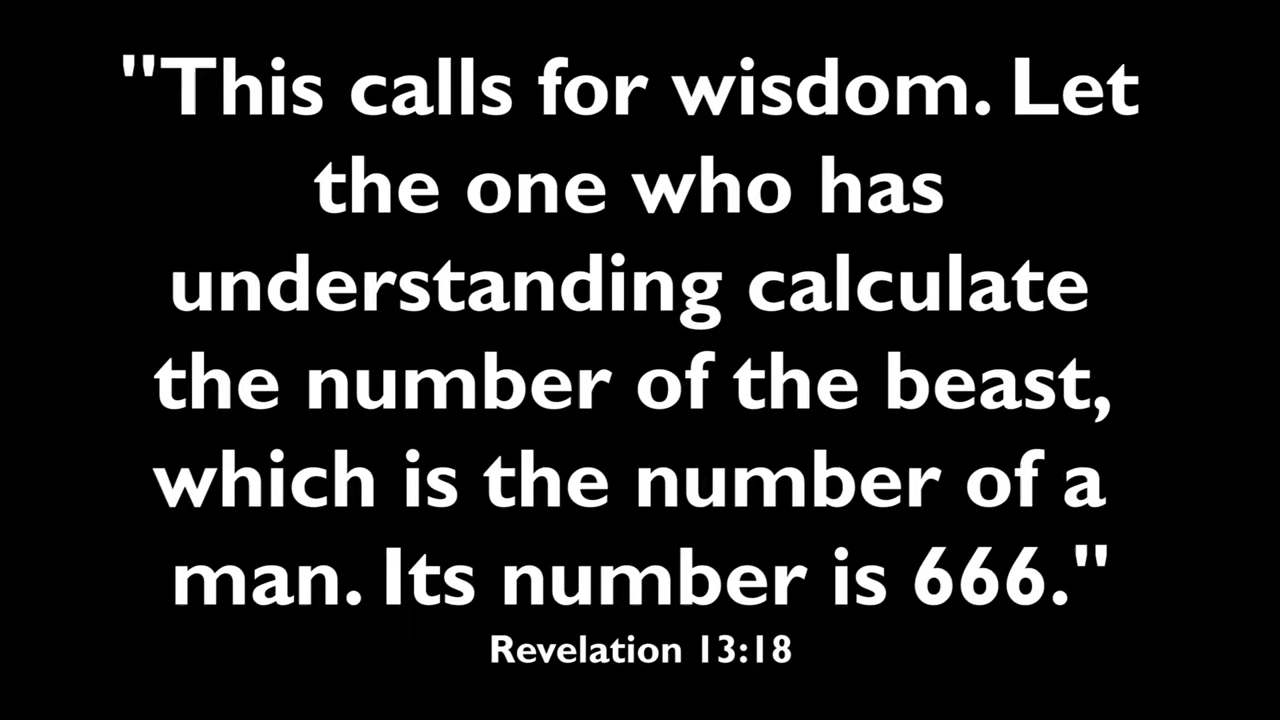 "This calls for wisdom. Let
the one who has
understanding calculate
the number of the beast,
which is the number of a
man. Its number is 666."
Revelation 13:18